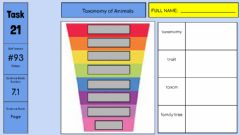 Task
21
Taxonomy of Animals
FULL NAME:
#93
7.1
Page
taxonomy
trait
taxon
family tree